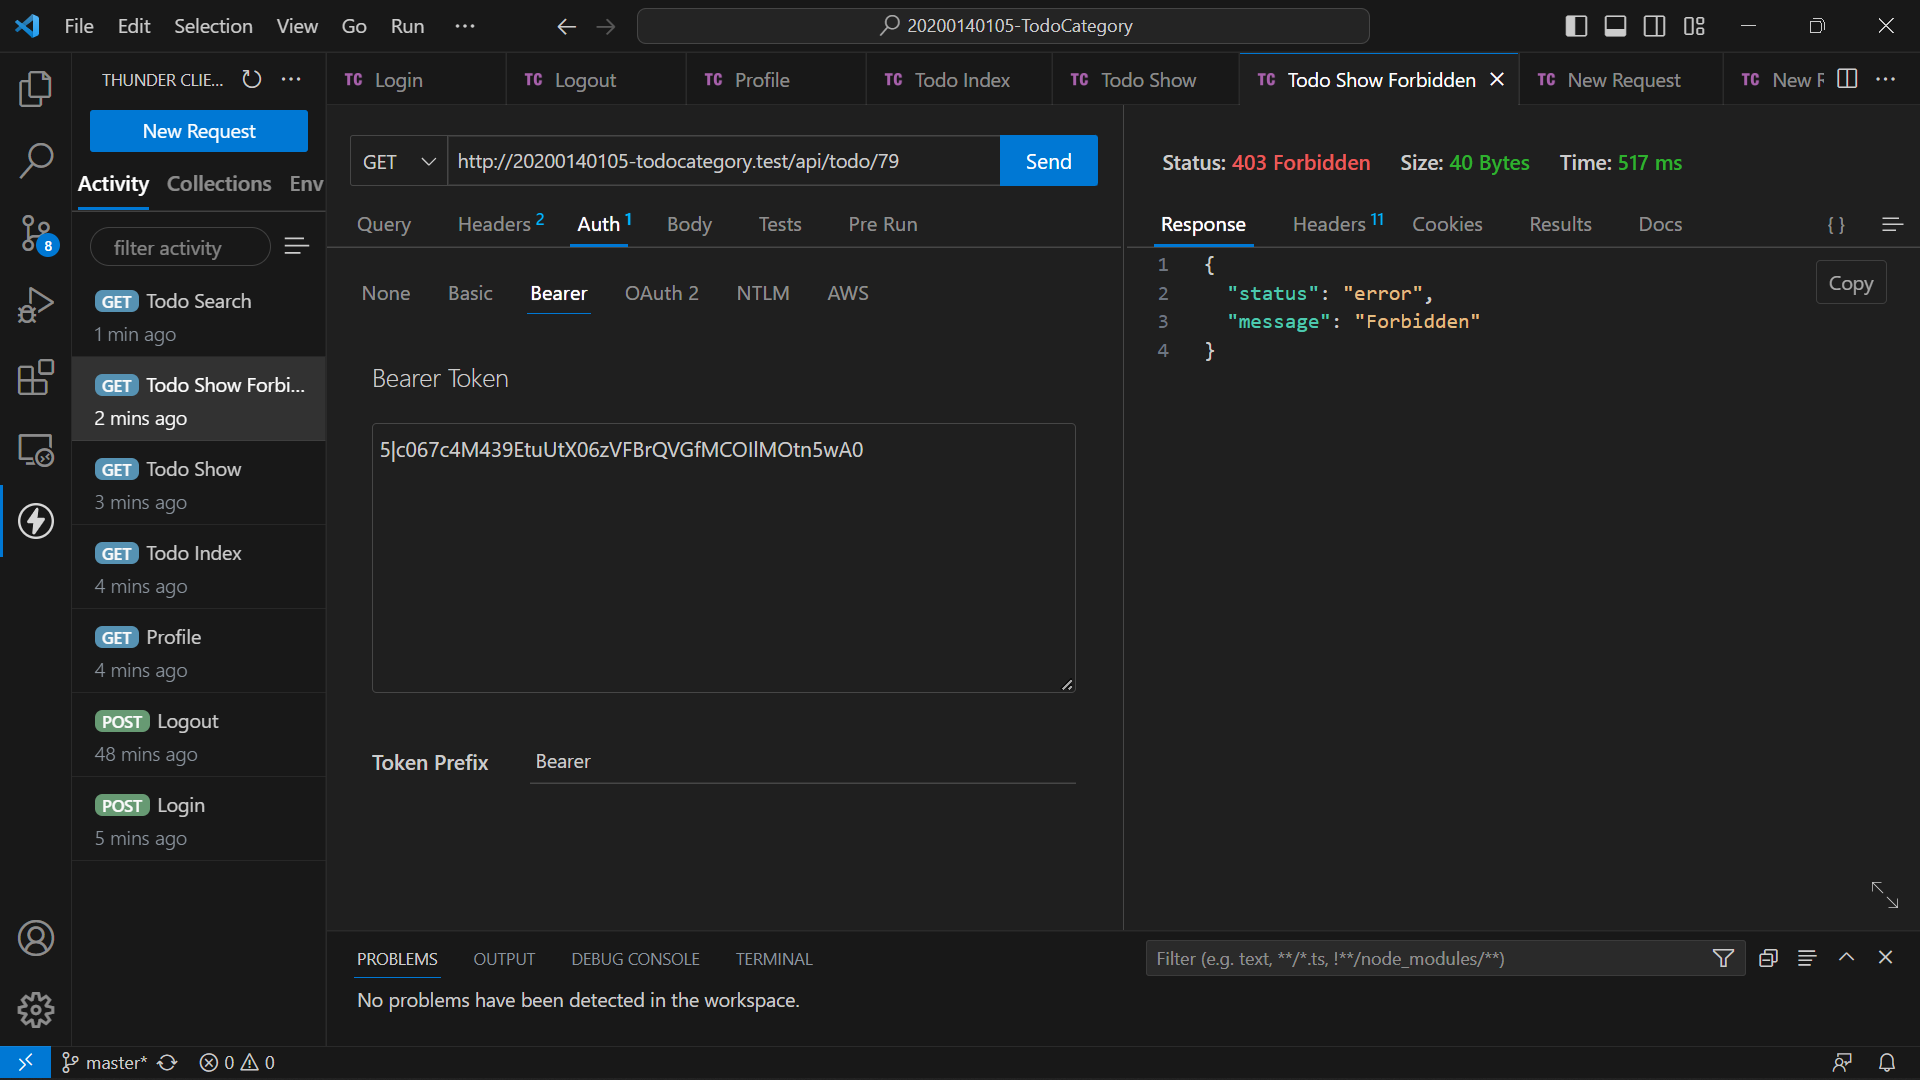 File Edit Selection View Go Run ...
20200140105-TodoCategory
THUNDER CLIE... ...
TC Login TC Logout TC Profile TC Todo Index TC Todo Show TC Todo Show Forbidden TC New Request TC New R ...
New Request
Activity Collections Env
filter activity
GET Todo Search
1 min ago
GET Todo Show Forbi...
2 mins ago
GET Todo Show
3 mins ago
GET Todo Index
4 mins ago
GET Profile
4 mins ago
POST Logout
48 mins ago
POST Login
5 mins ago
8
GET http://20200140105-todocategory.test/api/todo/79 Send
Query Headers 2 Auth 1 Body Tests Pre Run
None Basic Bearer OAuth 2 NTLM AWS
Bearer Token
5|c067c4M439EtuUtX06zVFBrQVGfMCOIlMOtn5wA0
Token Prefix Bearer
Status: 403 Forbidden Size: 40 Bytes Time: 517 ms
Response Headers 11 Cookies Results Docs { }
1 {
2 "status": "error",
3 "message": "Forbidden"
4 }
Copy
PROBLEMS OUTPUT DEBUG CONSOLE TERMINAL
Filter (e.g. text, **/*.ts, !**/node_modules/**)
No problems have been detected in the workspace.
master* 0 0